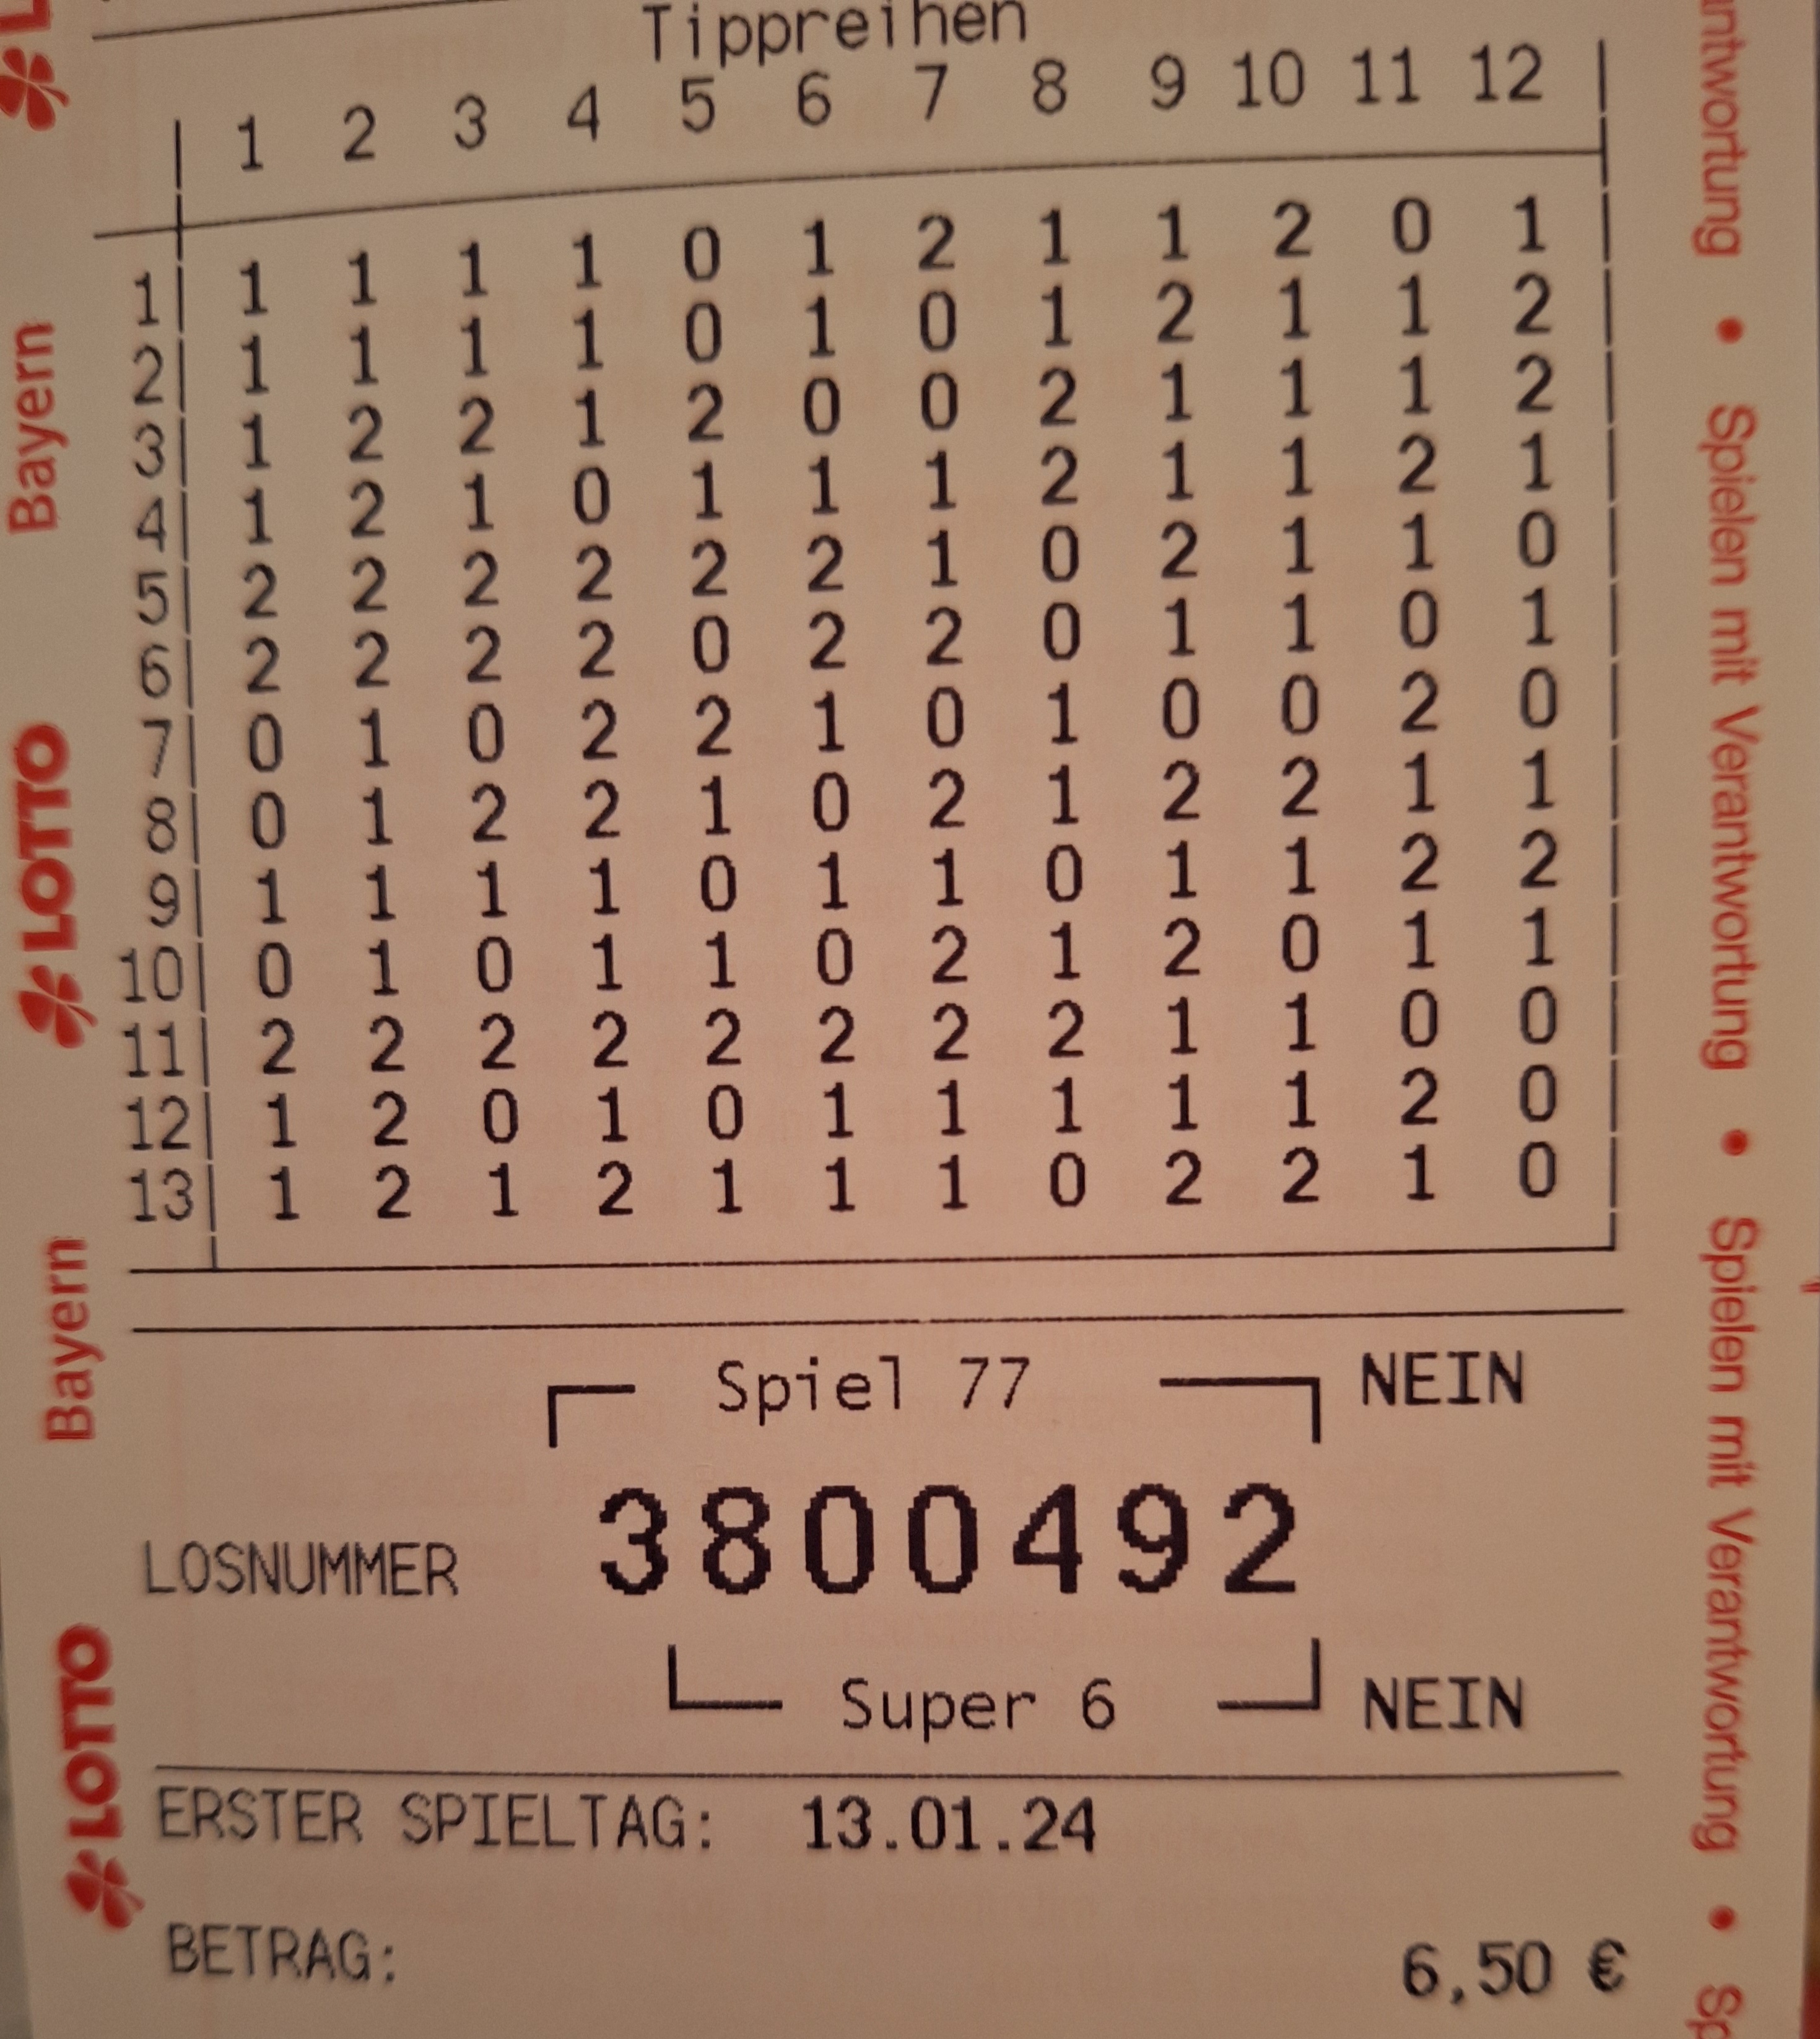 Tippreihen
1 2 3 4 5 6 7 8 9 10 11 12
1 1 1 1 1 0 1 2 1 1 2 0 1
2 1 1 1 1 0 1 0 1 2 1 1 2
3 1 2 2 1 2 0 0 2 1 1 1 2
4 1 2 1 0 1 1 1 2 1 1 2 1
5 2 2 2 2 2 2 1 0 2 1 1 0
6 2 2 2 2 0 2 2 0 1 1 0 1
7 0 1 0 2 2 1 0 1 0 0 2 0
8 0 1 2 2 1 0 2 1 2 2 1 1
9 1 1 1 1 0 1 1 0 1 1 2 2
10 0 1 0 1 1 0 2 1 2 0 1 1
11 2 2 2 2 2 2 2 2 1 1 0 0
12 1 2 0 1 0 1 1 1 1 1 2 0
13 1 2 1 2 1 1 1 0 2 2 1 0
Spiel 77 NEIN
LOSNUMMER 3800492
Super 6 NEIN
ERSTER SPIELTAG: 13.01.24
BETRAG: 6,50 €
LOTTO Bayern LOTTO Bayern
Verantwortung • Spielen mit Verantwortung • Spielen mit Verantwortung •